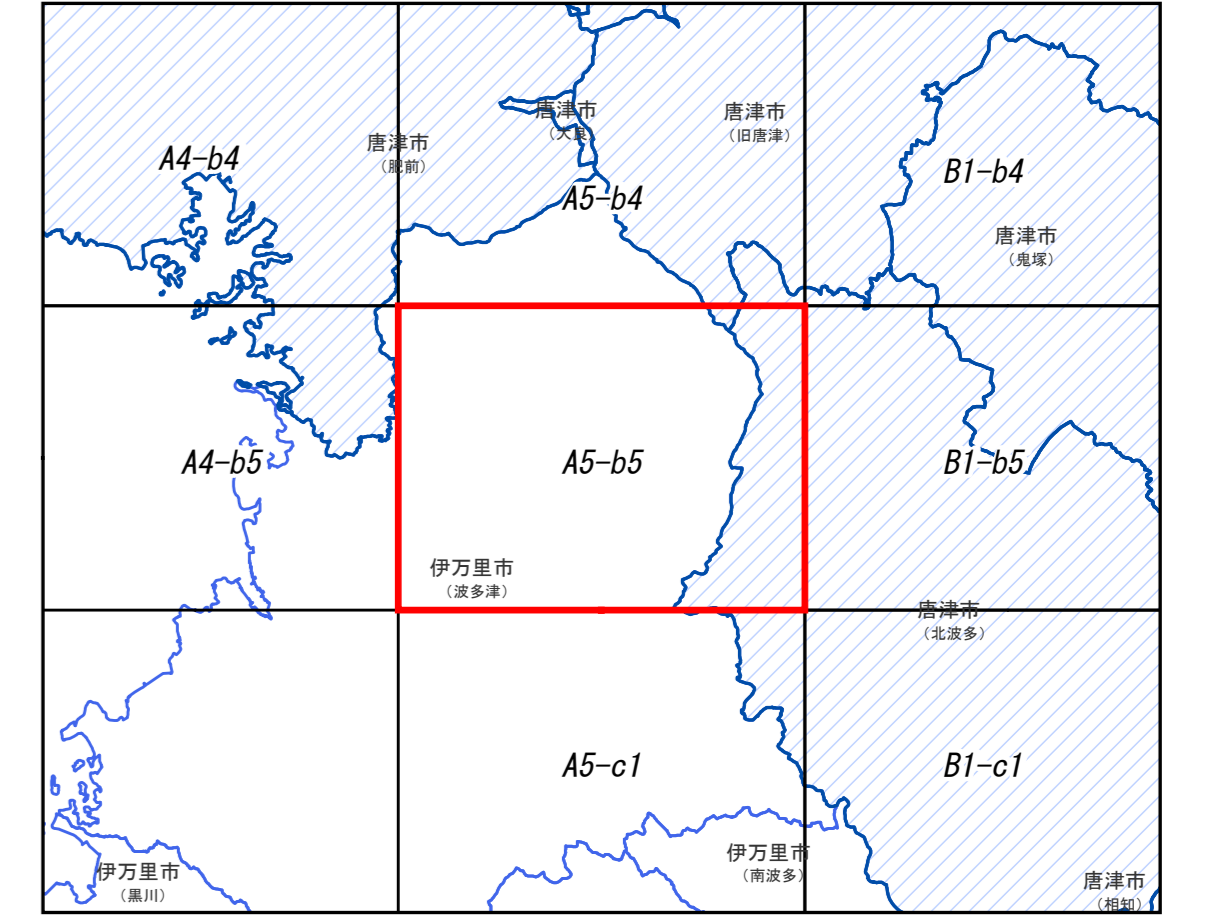 唐津市
（大良）
唐津市
（旧唐津）
唐津市
（肥前）
A4-b4
A5-b4
B1-b4
唐津市
（鬼塚）
A4-b5
A5-b5
B1-b5
伊万里市
（波多津）
唐津市
（北波多）
A5-c1
B1-c1
伊万里市
（南波多）
伊万里市
（黒川）
唐津市
（相知）